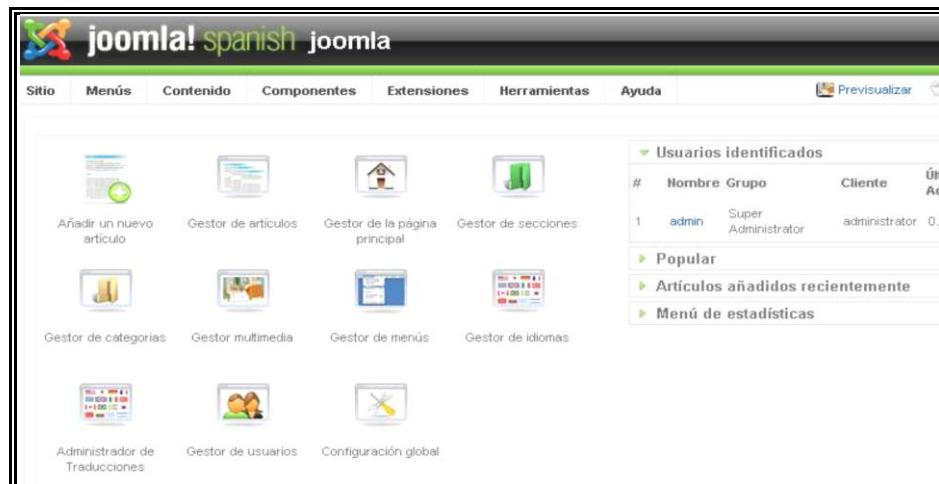 joomla! spanish joomla
Sitio Menús Contenido Componentes Extensiones Herramientas Ayuda Previsualizar
Añadir un nuevo
artículo
Gestor de artículos
Gestor de la página
principal
Gestor de secciones
Gestor de categorias
Gestor multimedia
Gestor de menús
Gestor de idiomas
Administrador de
Traducciones
Gestor de usuarios
Configuración global
Usuarios identificados
# Nombre Grupo Cliente
1 admin Super
Administrator administrator 0.
Popular
Artículos añadidos recientemente
Menú de estadísticas